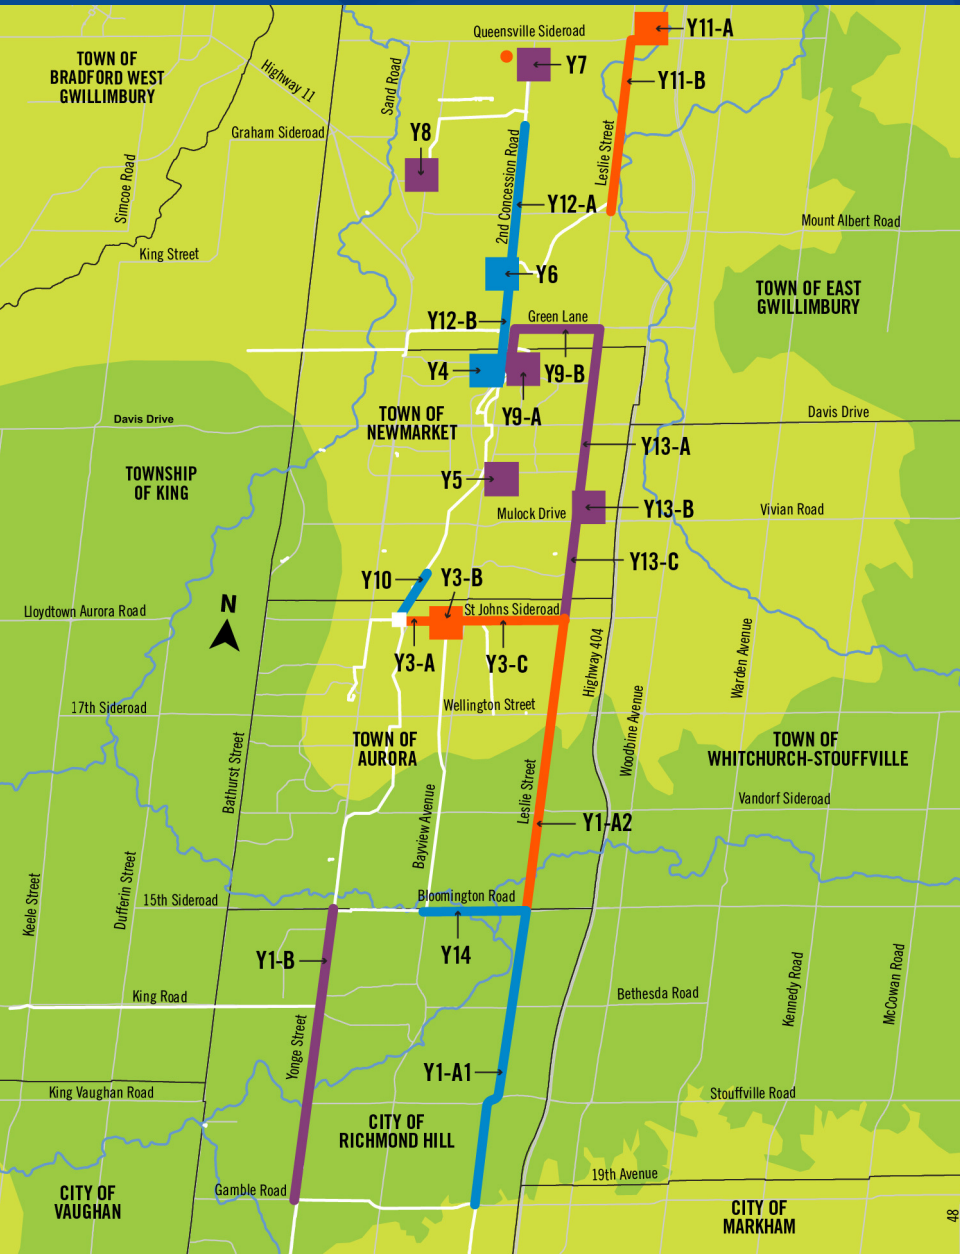 Queensville Sideroad
Y11-A
TOWN OF
BRADFORD WEST
GWILLIMBURY
Highway 11
Sand Road
Y7
Y11-B
Y8
Graham Sideroad
Simcoe Road
2nd Concession Road
Leslie Street
Y12-A
Mount Albert Road
King Street
Y6
TOWN OF EAST
GWILLIMBURY
Y12-B
Green Lane
Y4
Y9-B
Y9-A
Davis Drive
TOWN OF
NEWMARKET
Davis Drive
Y13-A
TOWNSHIP
OF KING
Y5
Mulock Drive
Y13-B
Vivian Road
Y13-C
Y10
Y3-B
N
Lloydtown Aurora Road
St Johns Sideroad
Y3-A
Y3-C
Highway 404
Warden Avenue
17th Sideroad
Wellington Street
Woodbine Avenue
Bathurst Street
TOWN OF
AURORA
TOWN OF
WHITCHURCH-STOUFFVILLE
Leslie Street
Bayview Avenue
Vandorf Sideroad
Y1-A2
Keele Street
Dufferin Street
15th Sideroad
Bloomington Road
Y14
Y1-B
King Road
Bethesda Road
Kennedy Road
McCowan Road
Yonge Street
Y1-A1
King Vaughan Road
Stouffville Road
CITY OF
RICHMOND HILL
Gamble Road
19th Avenue
CITY OF
VAUGHAN
CITY OF
MARKHAM
48